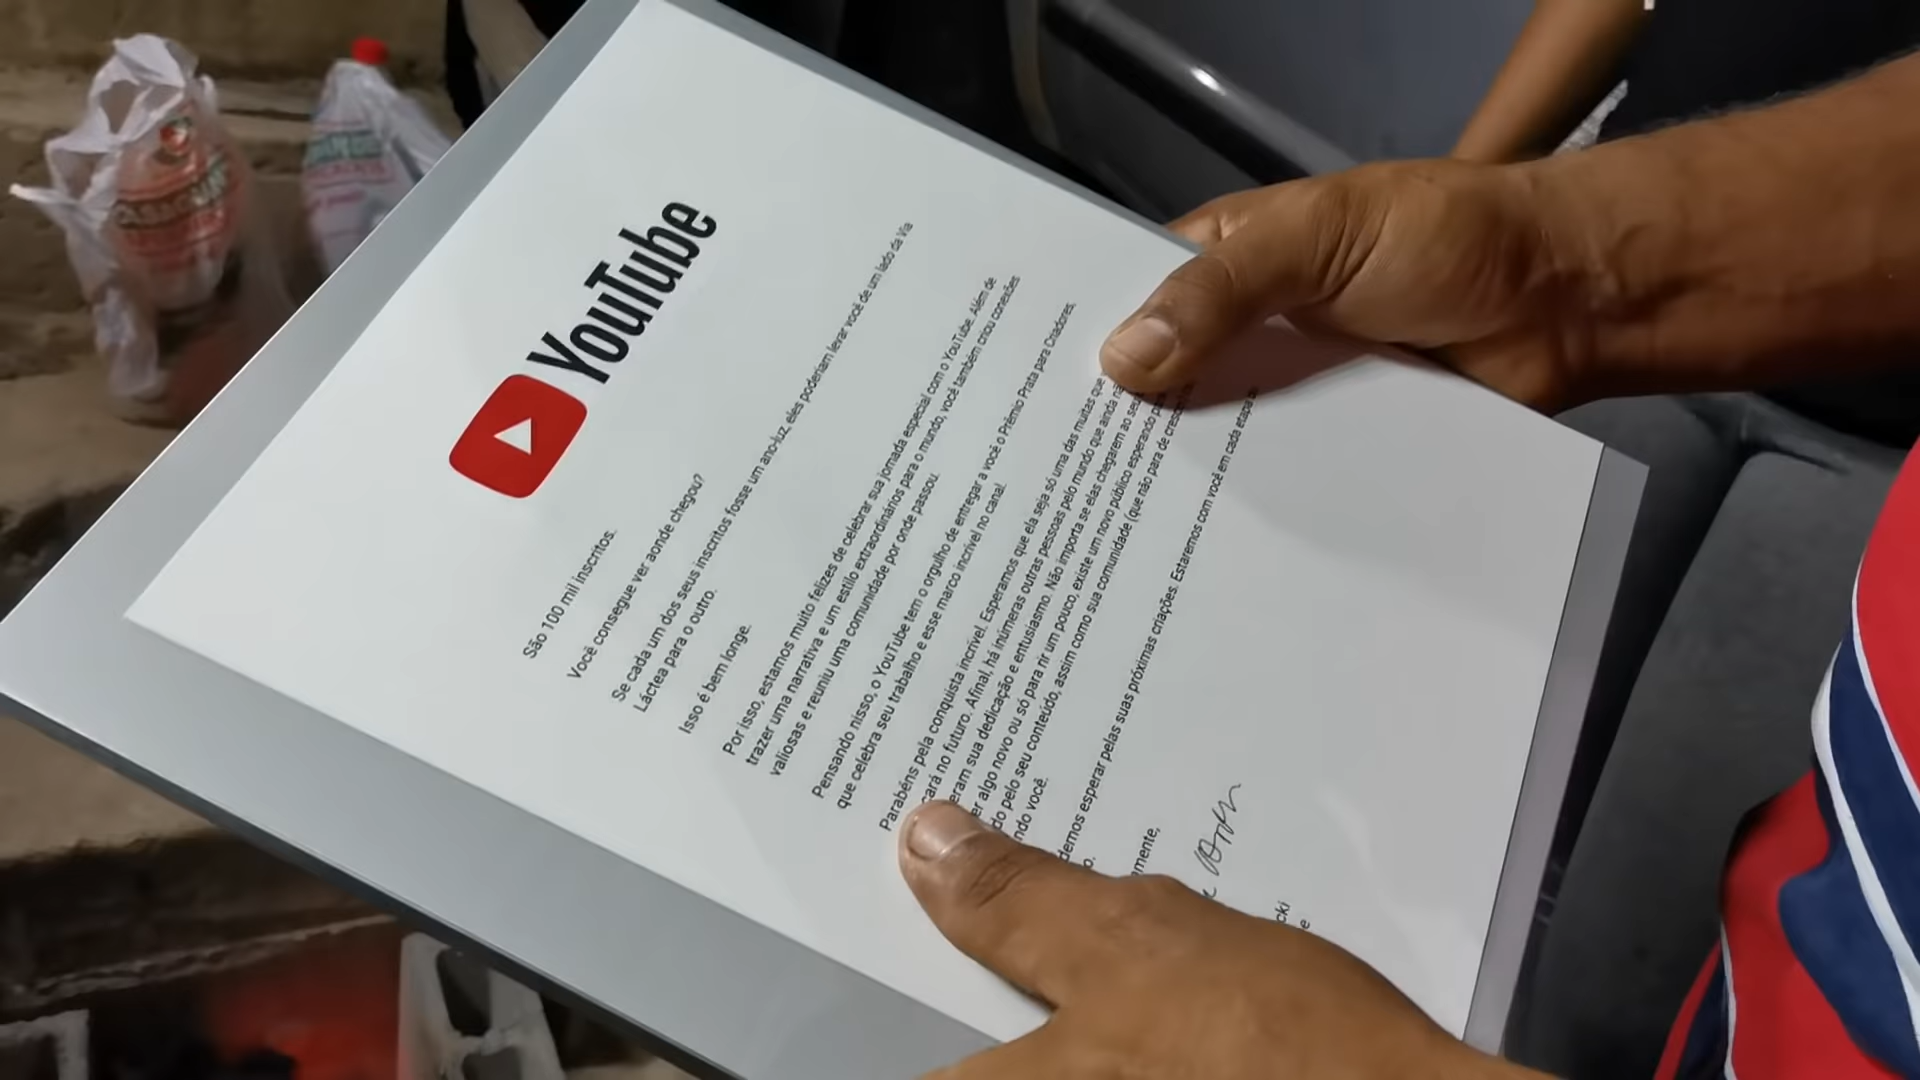 YouTube
São 100 mil inscritos.
Você consegue ver aonde chegou?
Se cada um dos seus inscritos fosse um ano-luz, eles poderiam levar você de um lado da Via
Láctea para o outro.
Isso é bem longe.
Por isso, estamos muito felizes de celebrar sua jornada especial com o YouTube. Além de
trazer uma narrativa e um estilo extraordinários para o mundo, você também criou conexões
valiosas e reuniu uma comunidade por onde passou.
Pensando nisso, o YouTube tem o orgulho de entregar a você o Prêmio Prata para Criadores,
que celebra seu trabalho e esse marco incrível no canal.
Parabéns pela conquista incrível. Esperamos que ela seja só uma das muitas que
no futuro. Afinal, há inúmeras outras pessoas pelo mundo que ainda
sua dedicação e entusiasmo. Não importa se elas chegarem ao seu
algo novo ou só para rir um pouco, existe um novo público esperando
pelo seu conteúdo, assim como sua comunidade (que não para de
você.
esperar pelas suas próximas criações. Estaremos com você em cada etapa